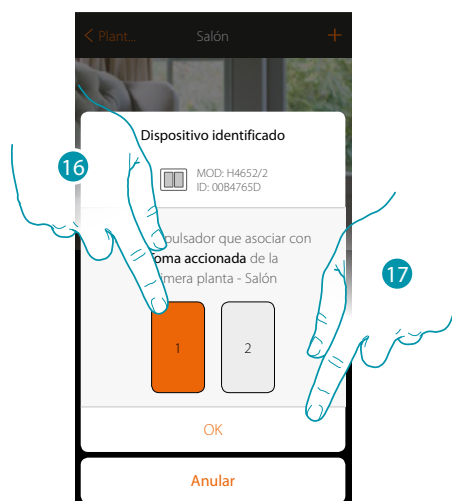 < Plant... Salón +
Dispositivo identificado
MOD: H4652/2
ID: 00B4765D
16
pulsador que asociar con
oma accionada de la
imera planta - Salón
17
1 2
OK
Anular